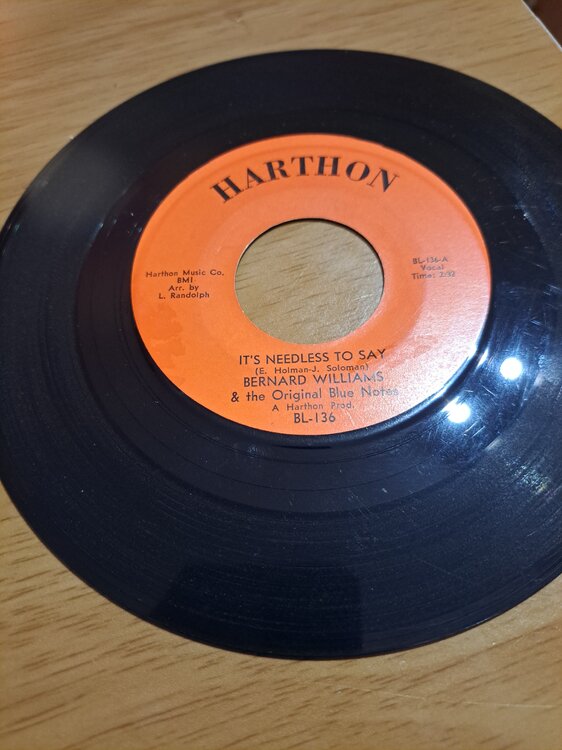 HARTHON
Harthon Music Co.
BMI
Arr. by
L. Randolph
BL-136-A
Vocal
Time: 2:32
IT'S NEEDLESS TO SAY
(E. Holman-J. Soloman)
BERNARD WILLIAMS
& the Original Blue Notes
A Harthon Prod.
BL-136